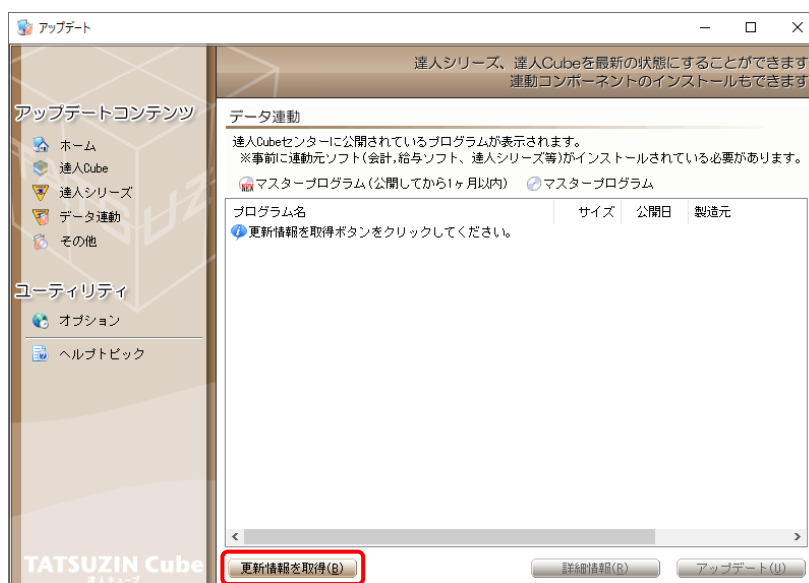 アップデート
達人シリーズ、達人Cubeを最新の状態にすることができます
連動コンポーネントのインストールもできます
アップデートコンテンツ
ホーム
達人Cube
達人シリーズ
データ連動
その他
ユーティリティ
オプション
ヘルプトピック
TATSUZIN Cube
達人キューブ
データ連動
達人Cubeセンターに公開されているプログラムが表示されます。
※事前に連動元ソフト(会計,給与ソフト、達人シリーズ等)がインストールされている必要があります。
マスタープログラム(公開してから1ヶ月以内) マスタープログラム
プログラム名 サイズ 公開日 製造元
更新情報を取得ボタンをクリックしてください。
更新情報を取得(B) 詳細情報(R) アップデート(U)